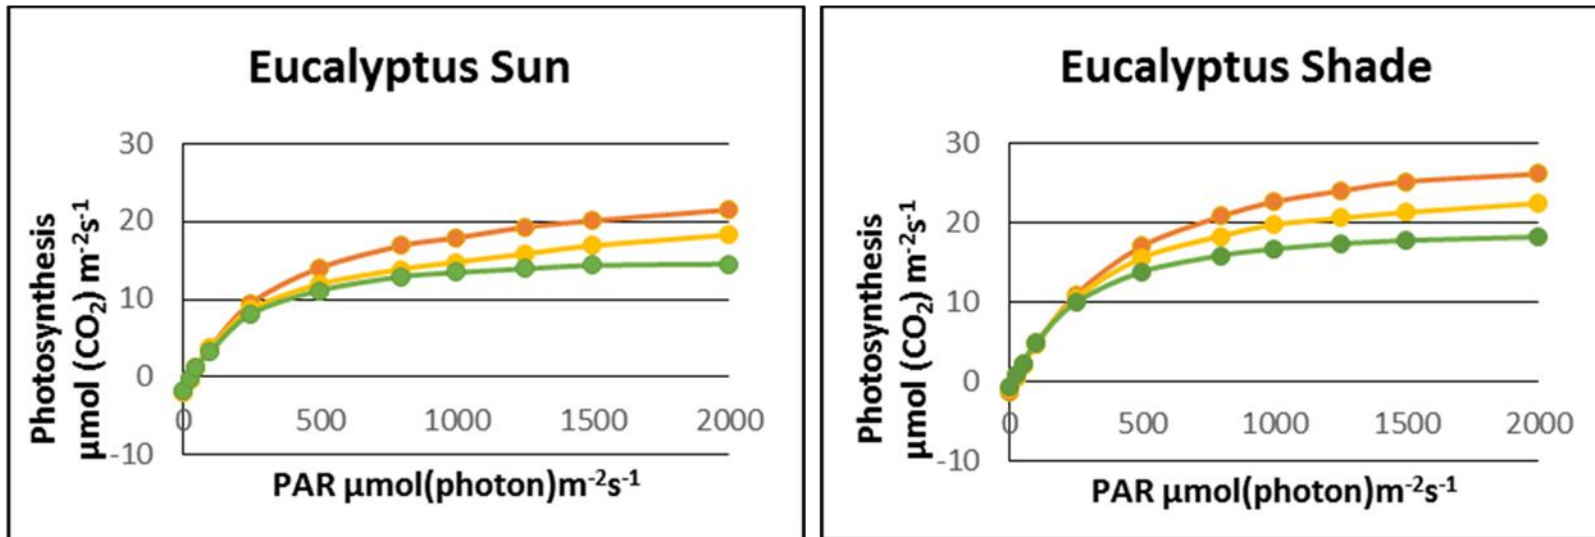 Eucalyptus Sun
Photosynthesis
µmol (CO₂) m⁻²s⁻¹
30
20
10
0
-10
0 500 1000 1500 2000
PAR µmol(photon)m⁻²s⁻¹
Eucalyptus Shade
Photosynthesis
µmol (CO₂) m⁻²s⁻¹
30
20
10
0
-10
0 500 1000 1500 2000
PAR µmol(photon)m⁻²s⁻¹